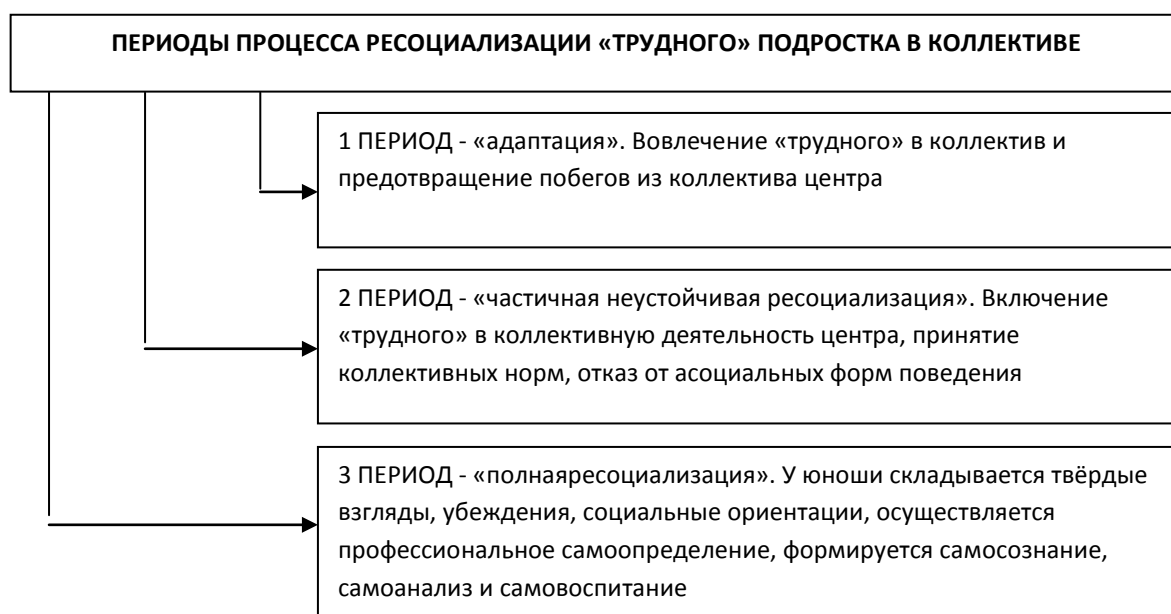 ПЕРИОДЫ ПРОЦЕССА РЕСОЦИАЛИЗАЦИИ «ТРУДНОГО» ПОДРОСТКА В КОЛЛЕКТИВЕ
1 ПЕРИОД - «адаптация». Вовлечение «трудного» в коллектив и
предотвращение побегов из коллектива центра
2 ПЕРИОД - «частичная неустойчивая ресоциализация». Включение
«трудного» в коллективную деятельность центра, принятие
коллективных норм, отказ от асоциальных форм поведения
3 ПЕРИОД - «полнаяресоциализация». У юноши складывается твёрдые
взгляды, убеждения, социальные ориентации, осуществляется
профессиональное самоопределение, формируется самосознание,
самоанализ и самовоспитание